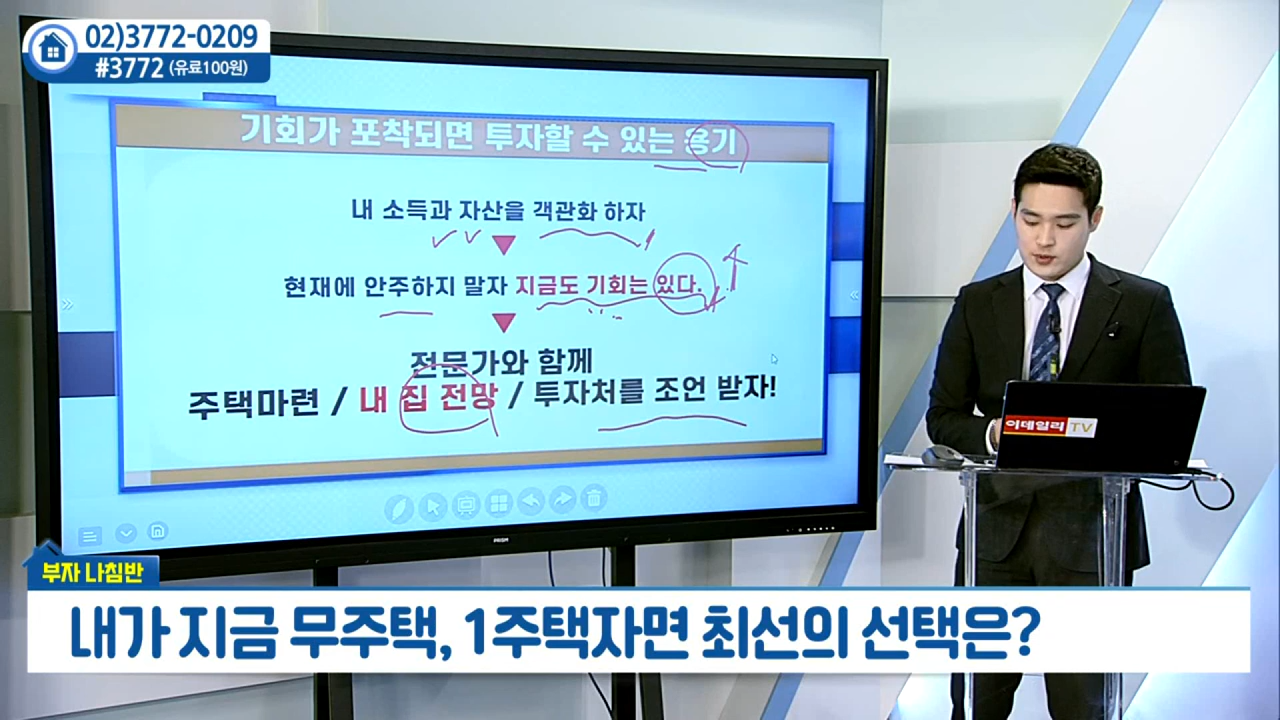 02)3772-0209
#3772 (유료100원)
기회가 포착되면 투자할 수 있는 용기
내 소득과 자산을 객관화 하자
현재에 안주하지 말자 지금도 기회는 있다.
전문가와 함께
주택마련 / 내 집 전망 / 투자처를 조언 받자!
PRISM
이데일리 TV
부자 나침반
내가 지금 무주택, 1주택자면 최선의 선택은?